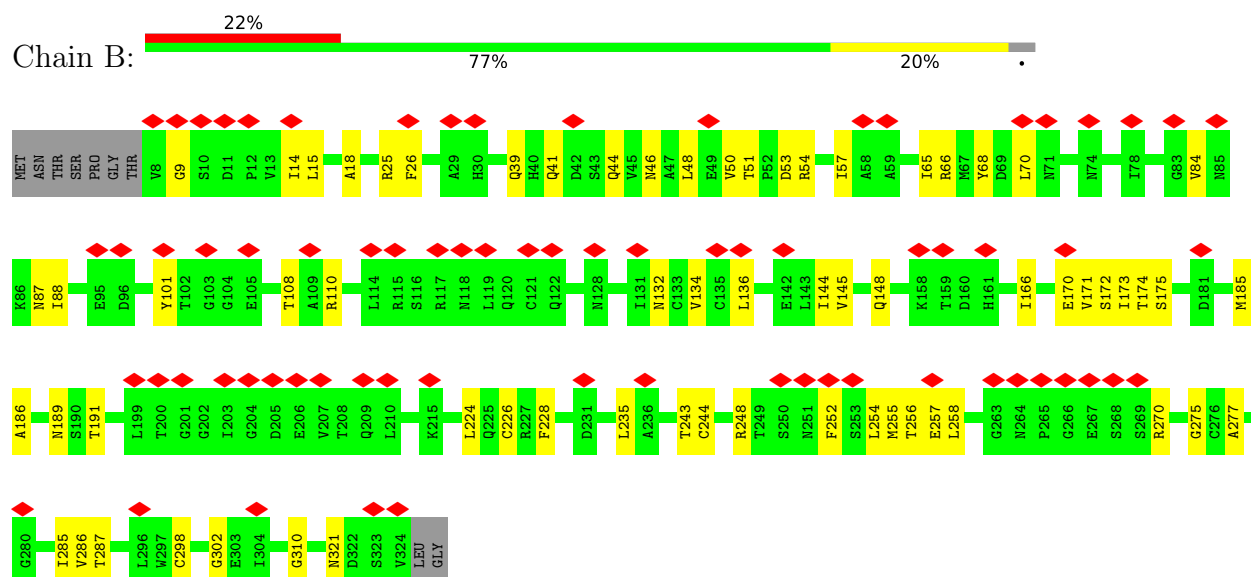 22%
Chain B:
77% 20% •
MET ASN THR SER PRO GLY THR V8 G9 S10 D11 P12 V13 I14 L15 A18 R25 F26 A29 H30 Q39 H40 Q41 D42 S43 Q44 V45 N46 A47 L48 E49 V50 T51 P52 D53 R54 I57 A58 A59 I65 R66 M67 Y68 D69 L70 N71 N74 I78 G83 V84 N85
K86 N87 I88 E95 D96 Y101 T102 G103 G104 E105 T108 A109 R110 L114 R115 S116 R117 N118 L119 Q120 C121 Q122 N128 I131 N132 C133 V134 C135 L136 E142 L143 I144 V145 Q148 K158 T159 D160 H161 I166 E170 V171 S172 I173 T174 S175 D181 M185
A186 N189 S190 T191 L199 T200 G201 G202 I203 G204 D205 E206 V207 T208 Q209 L210 K215 L224 Q225 C226 R227 F228 D231 L235 A236 T243 C244 R248 T249 S250 N251 F252 S253 L254 M255 T256 E257 L258 G263 N264 P265 G266 E267 S268 S269 R270 G275 C276 A277
G280 I285 V286 T287 L296 W297 C298 G302 E303 I304 G310 N321 D322 S323 V324 LEU GLY